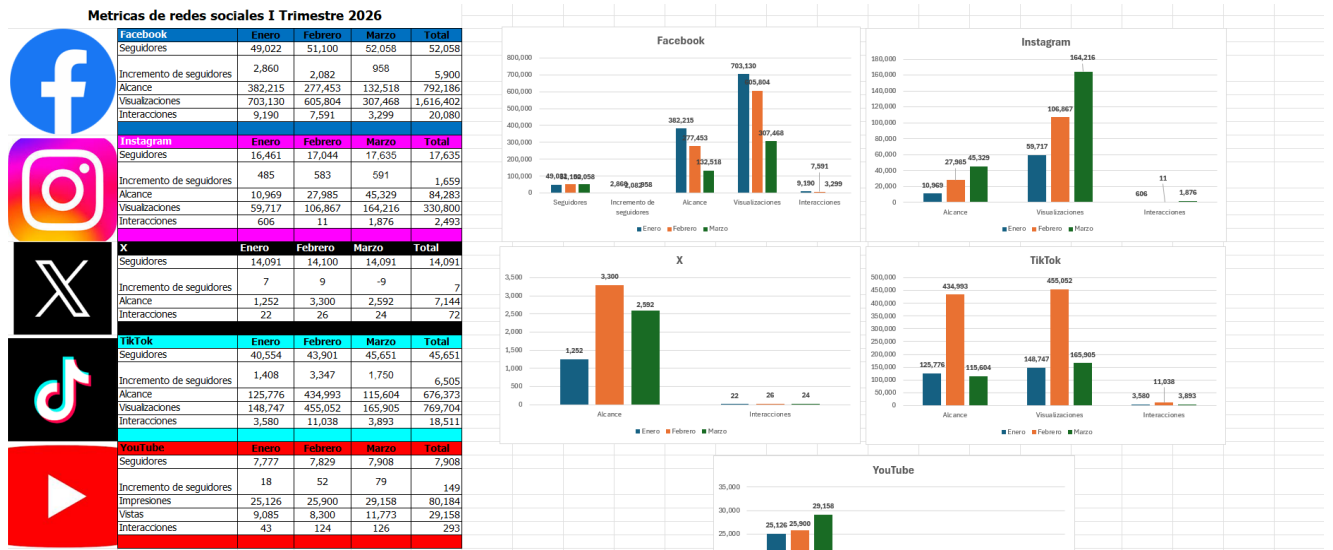 Metricas de redes sociales I Trimestre 2026
Facebook Enero Febrero Marzo Total
Seguidores 49,022 51,100 52,058 52,058
Incremento de seguidores 2,860 2,082 958 5,900
Alcance 382,215 277,453 132,518 792,186
Visualizaciones 703,130 605,804 307,468 1,616,402
Interacciones 9,190 7,591 3,299 20,080
Instagram Enero Febrero Marzo Total
Seguidores 16,461 17,044 17,635 17,635
Incremento de seguidores 485 583 591 1,659
Alcance 10,969 27,985 45,329 84,283
Visualizaciones 59,717 106,867 164,216 330,800
Interacciones 606 11 1,876 2,493
X Enero Febrero Marzo Total
Seguidores 14,091 14,100 14,091 14,091
Incremento de seguidores 7 9 -9 7
Alcance 1,252 3,300 2,592 7,144
Interacciones 22 26 24 72
TikTok Enero Febrero Marzo Total
Seguidores 40,554 43,901 45,651 45,651
Incremento de seguidores 1,408 3,347 1,750 6,505
Alcance 125,776 434,993 115,604 676,373
Visualizaciones 148,747 455,052 165,905 769,704
Interacciones 3,580 11,038 3,893 18,511
YouTube Enero Febrero Marzo Total
Seguidores 7,777 7,829 7,908 7,908
Incremento de seguidores 18 52 79 149
Impresiones 25,126 25,900 29,158 80,184
Vistas 9,085 8,300 11,773 29,158
Interacciones 43 124 126 293
Facebook
800,000
700,000
600,000
500,000
400,000
300,000
200,000
100,000
0
703,130
605,804
382,215
277,453
307,468
132,518
7,591
52,058
958
9,190 3,299
Seguidores Incremento de seguidores Alcance Visualizaciones Interacciones
Enero Febrero Marzo
Instagram
180,000
160,000
140,000
120,000
100,000
80,000
60,000
40,000
20,000
0
164,216
106,867
59,717
27,985 45,329
10,969
606 11 1,876
Alcance Visualizaciones Interacciones
Enero Febrero Marzo
X
3,500
3,000
2,500
2,000
1,500
1,000
500
0
3,300
2,592
1,252
22 26 24
Alcance Interacciones
Enero Febrero Marzo
TikTok
500,000
450,000
400,000
350,000
300,000
250,000
200,000
150,000
100,000
50,000
0
434,993 455,052
125,776 115,604 148,747 165,905
3,580 11,038 3,893
Alcance Visualizaciones Interacciones
Enero Febrero Marzo
YouTube
35,000
30,000
25,000
29,158
25,126 25,900